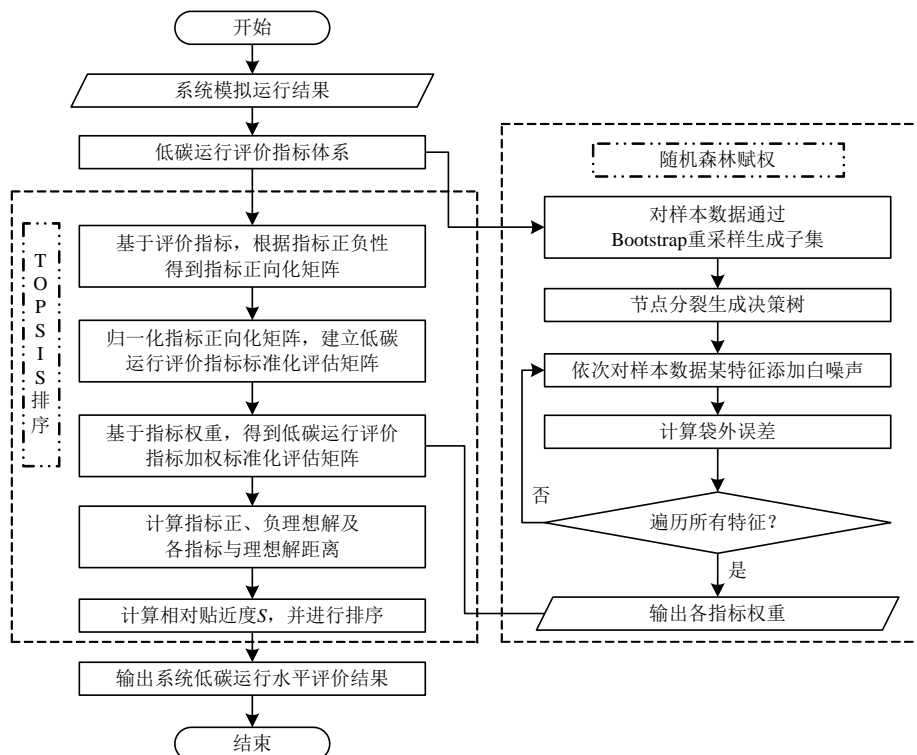 开始
系统模拟运行结果
低碳运行评价指标体系
TOPSIS排序
基于评价指标，根据指标正负性
得到指标正向化矩阵
归一化指标正向化矩阵，建立低碳
运行评价指标标准化评估矩阵
基于指标权重，得到低碳运行评价
指标加权标准化评估矩阵
计算指标正、负理想解及
各指标与理想解距离
计算相对贴近度S，并进行排序
输出系统低碳运行水平评价结果
结束
随机森林赋权
对样本数据通过
Bootstrap重采样生成子集
节点分裂生成决策树
依次对样本数据某特征添加白噪声
计算袋外误差
否
遍历所有特征？
是
输出各指标权重